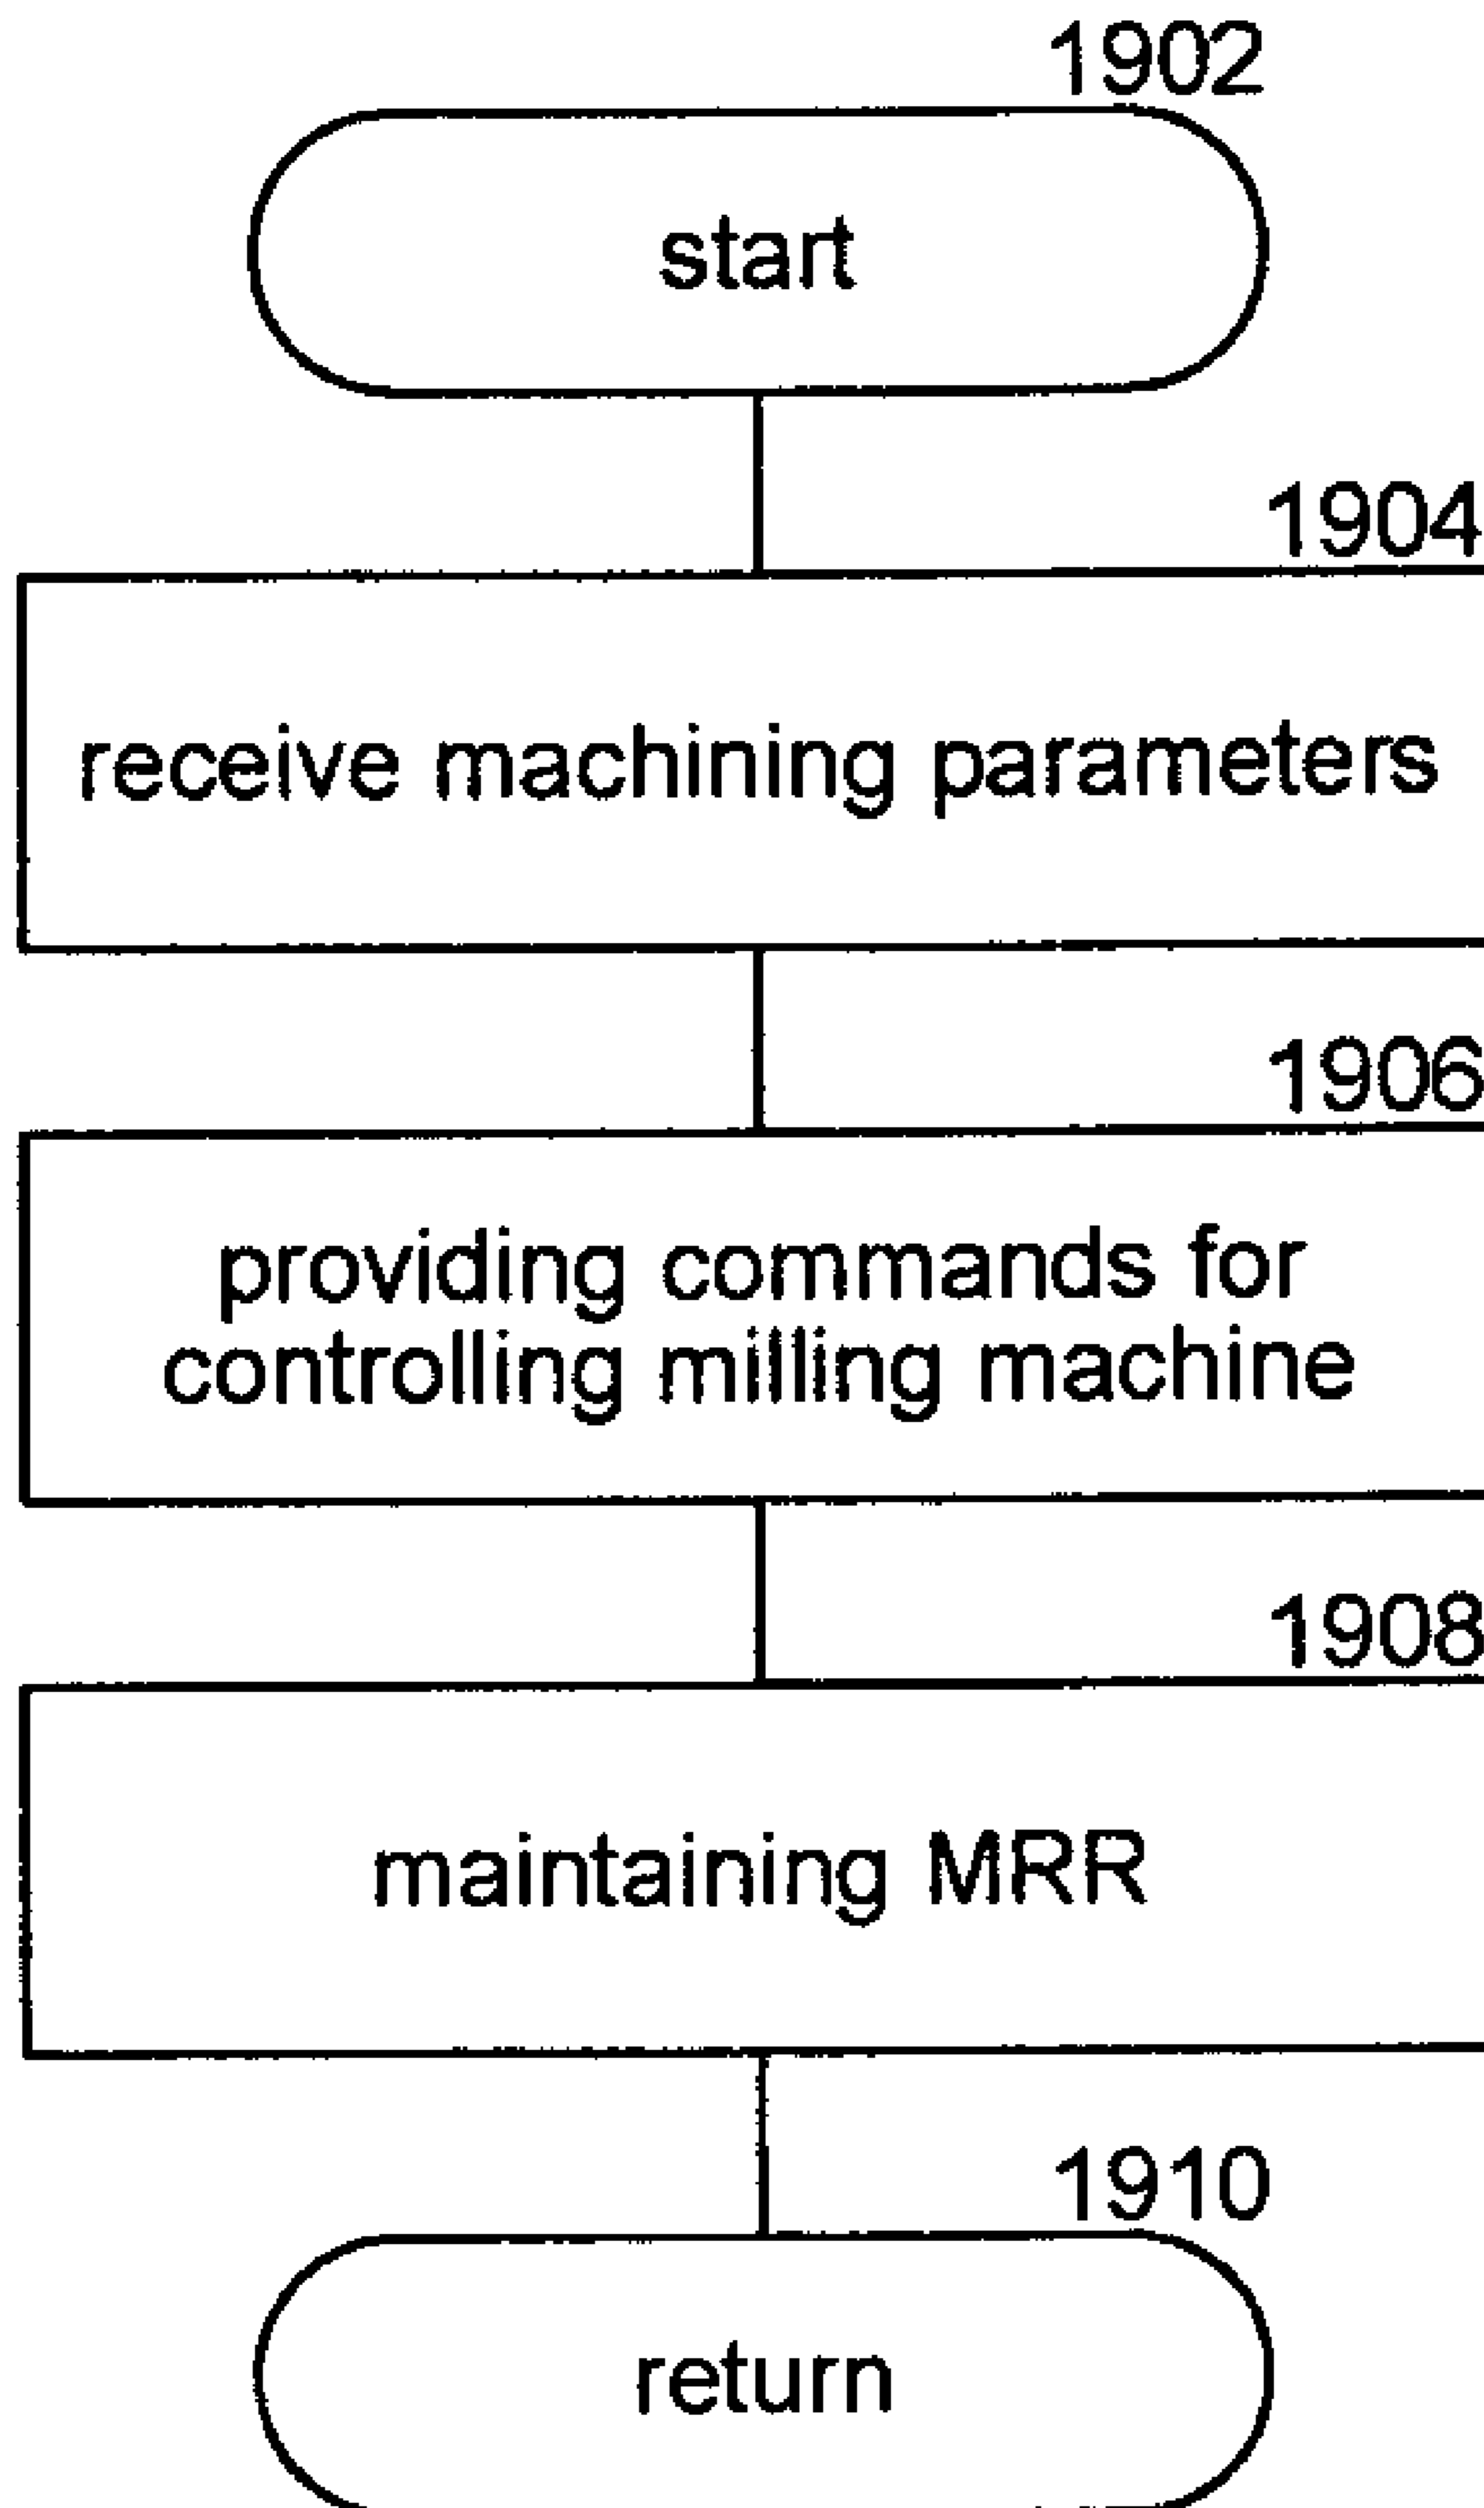 1902
start
1904
receive machining parameters
1906
providing commands for
controlling milling machine
1908
maintaining MRR
1910
return